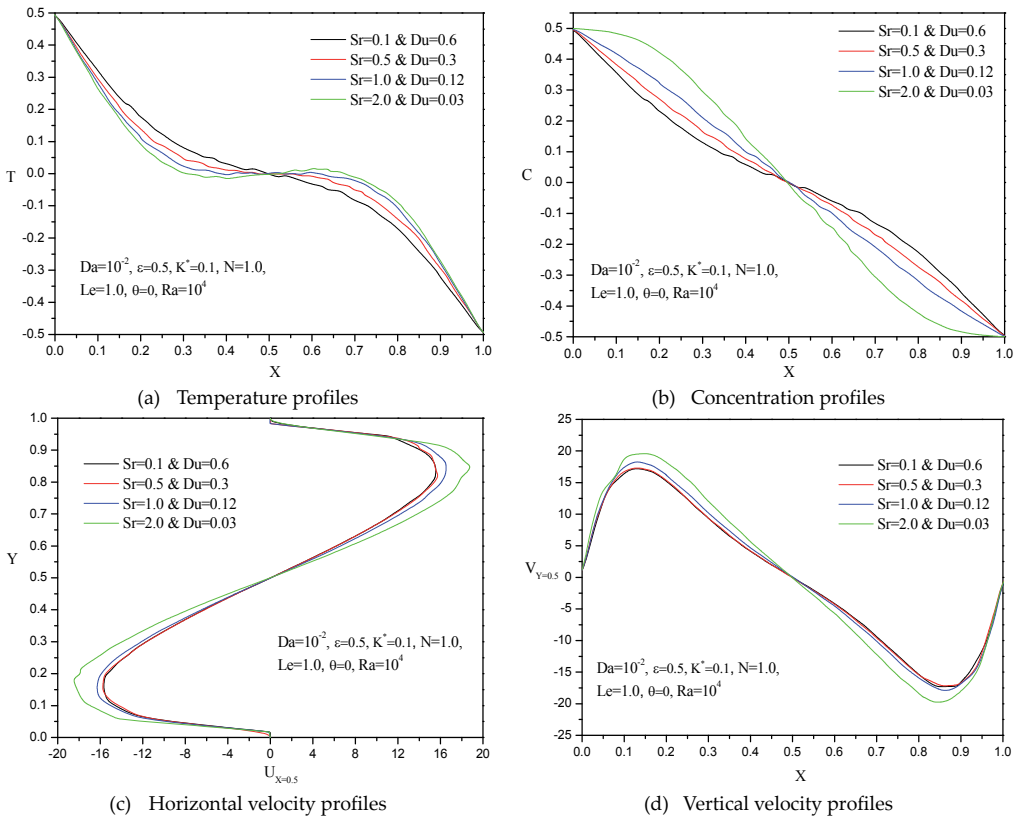 0.5
0.4
0.3
0.2
0.1
0.0
-0.1
-0.2
-0.3
-0.4
-0.5
T
Sr=0.1 & Du=0.6
Sr=0.5 & Du=0.3
Sr=1.0 & Du=0.12
Sr=2.0 & Du=0.03
Da=10⁻², ε=0.5, K*=0.1, N=1.0,
Le=1.0, θ=0, Ra=10⁴
0.0 0.1 0.2 0.3 0.4 0.5 0.6 0.7 0.8 0.9 1.0
X
(a) Temperature profiles
0.5
0.4
0.3
0.2
0.1
0.0
-0.1
-0.2
-0.3
-0.4
-0.5
C
Sr=0.1 & Du=0.6
Sr=0.5 & Du=0.3
Sr=1.0 & Du=0.12
Sr=2.0 & Du=0.03
Da=10⁻², ε=0.5, K*=0.1, N=1.0,
Le=1.0, θ=0, Ra=10⁴
0.0 0.1 0.2 0.3 0.4 0.5 0.6 0.7 0.8 0.9 1.0
X
(b) Concentration profiles
1.0
0.9
0.8
0.7
0.6
0.5
0.4
0.3
0.2
0.1
0.0
Y
Sr=0.1 & Du=0.6
Sr=0.5 & Du=0.3
Sr=1.0 & Du=0.12
Sr=2.0 & Du=0.03
Da=10⁻², ε=0.5, K*=0.1, N=1.0,
Le=1.0, θ=0, Ra=10⁴
-20 -16 -12 -8 -4 0 4 8 12 16 20
U X=0.5
(c) Horizontal velocity profiles
25
20
15
10
5
0
-5
-10
-15
-20
-25
V Y=0.5
Sr=0.1 & Du=0.6
Sr=0.5 & Du=0.3
Sr=1.0 & Du=0.12
Sr=2.0 & Du=0.03
Da=10⁻², ε=0.5, K*=0.1, N=1.0,
Le=1.0, θ=0, Ra=10⁴
0.0 0.1 0.2 0.3 0.4 0.5 0.6 0.7 0.8 0.9 1.0
X
(d) Vertical velocity profiles